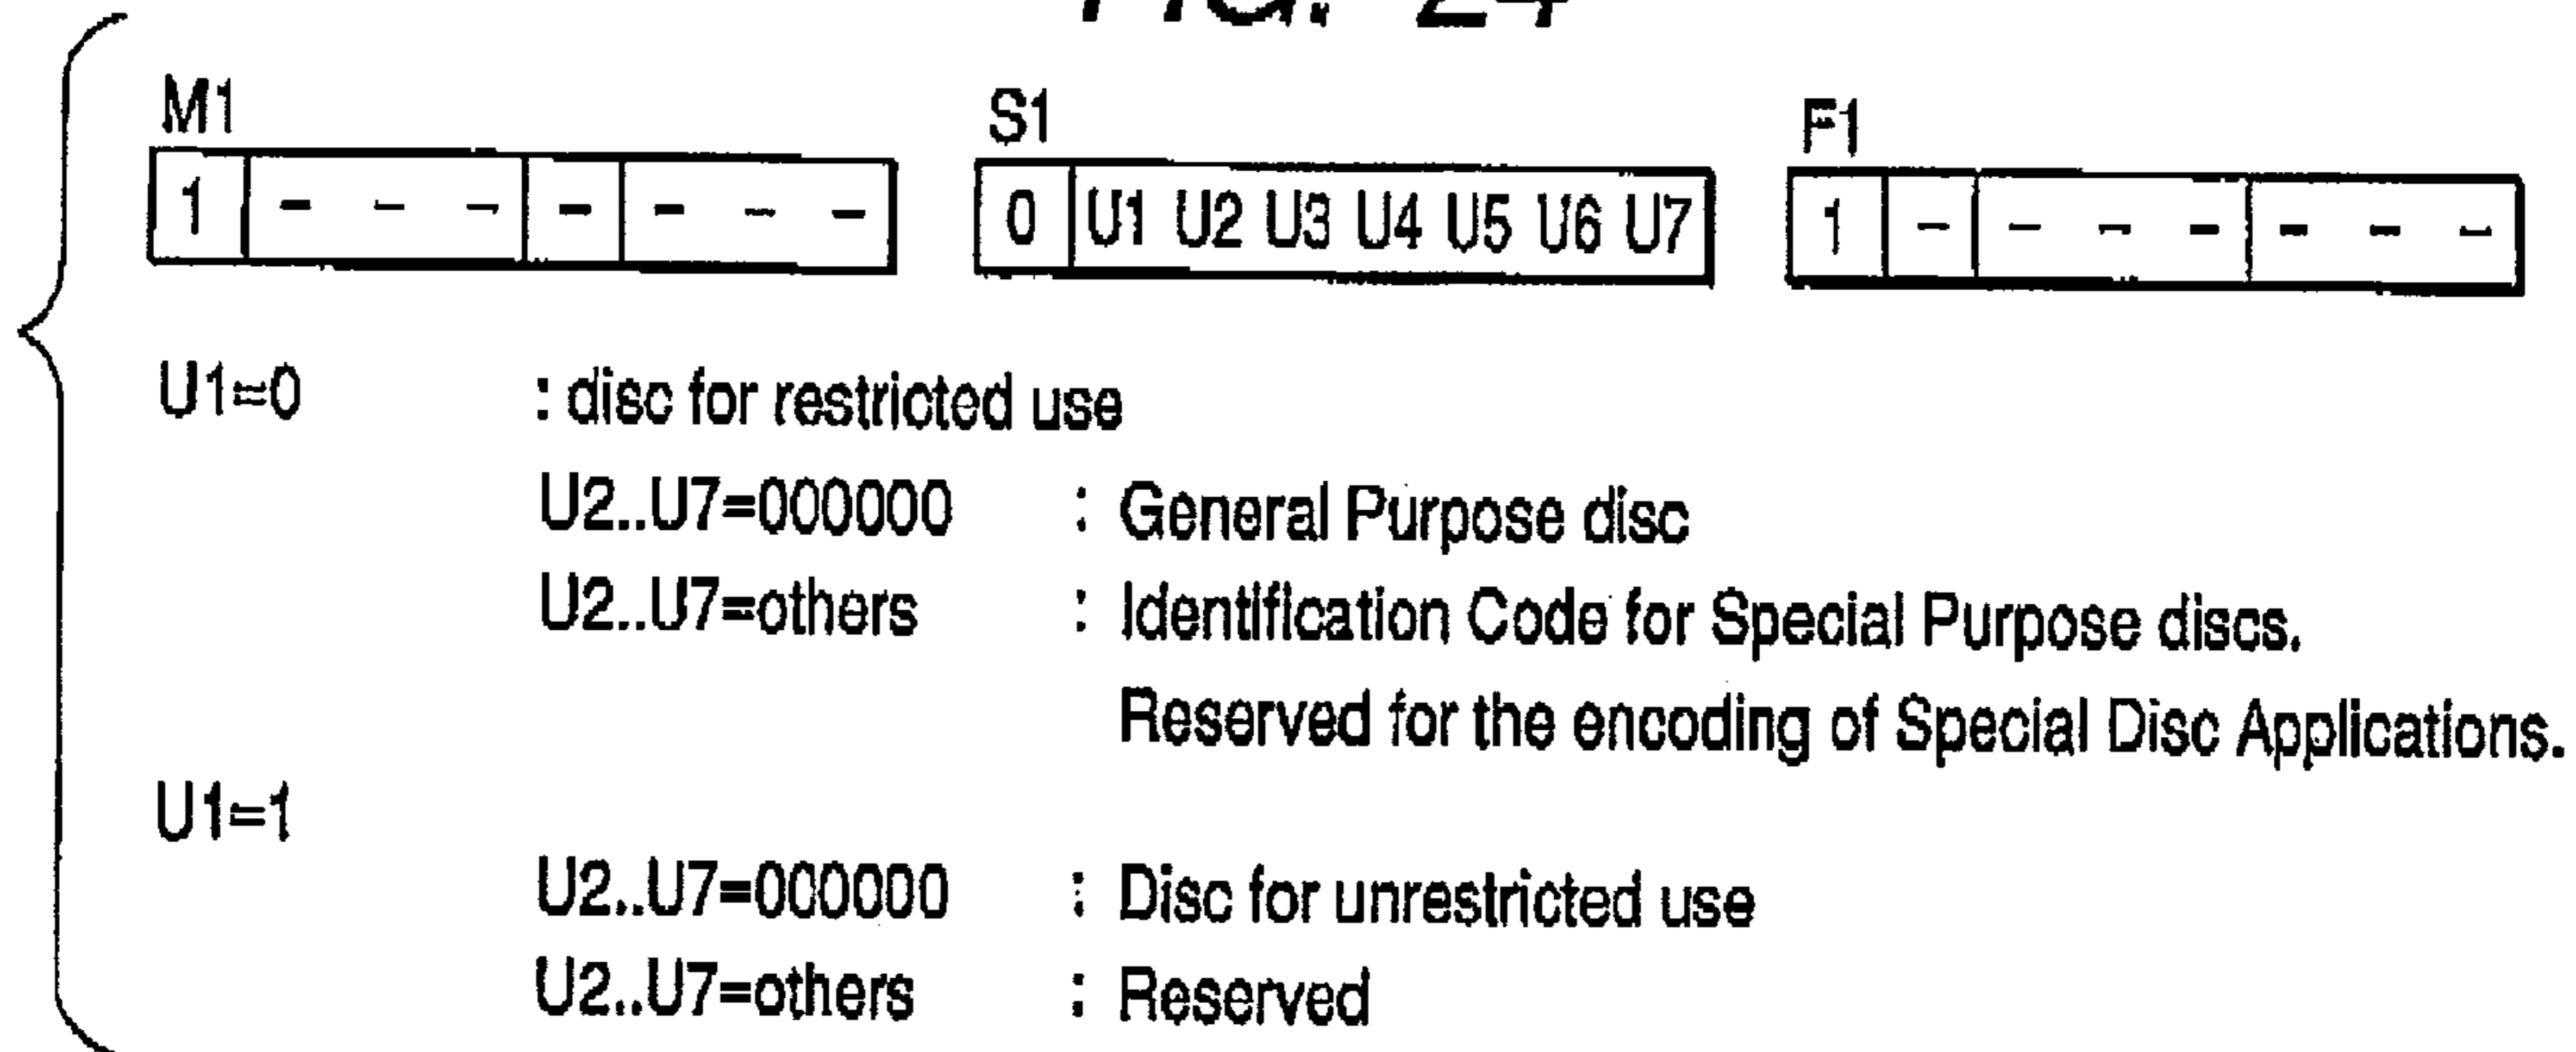 FIG. 24
M1 S1 F1
1 - - - - - - - 0 U1 U2 U3 U4 U5 U6 U7 1 - - - - - - -
U1=0 : disc for restricted use
U2..U7=000000 : General Purpose disc
U2..U7=others : Identification Code for Special Purpose discs.
Reserved for the encoding of Special Disc Applications.
U1=1
U2..U7=000000 : Disc for unrestricted use
U2..U7=others : Reserved